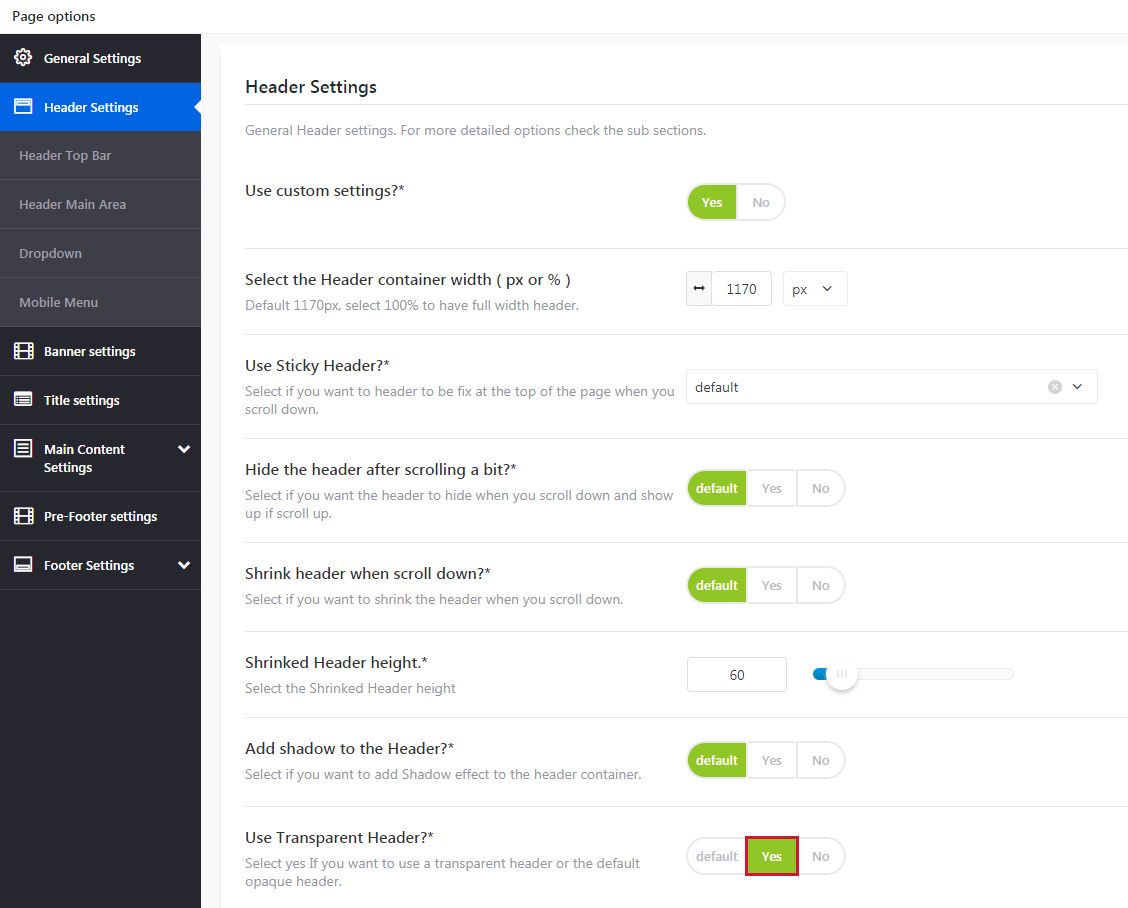 Page options
General Settings
Header Settings
Header Top Bar
Header Main Area
Dropdown
Mobile Menu
Banner settings
Title settings
Main Content
Settings
Pre-Footer settings
Footer Settings
Header Settings
General Header settings. For more detailed options check the sub sections.
Use custom settings?*
Yes No
Select the Header container width ( px or % )
Default 1170px, select 100% to have full width header.
1170 px
Use Sticky Header?*
Select if you want to header to be fix at the top of the page when you
scroll down.
default
Hide the header after scrolling a bit?*
Select if you want the header to hide when you scroll down and show
up if scroll up.
default Yes No
Shrink header when scroll down?*
Select if you want to shrink the header when you scroll down.
default Yes No
Shrinked Header height.*
Select the Shrinked Header height
60
Add shadow to the Header?*
Select if you want to add Shadow effect to the header container.
default Yes No
Use Transparent Header?*
Select yes If you want to use a transparent header or the default
opaque header.
default Yes No